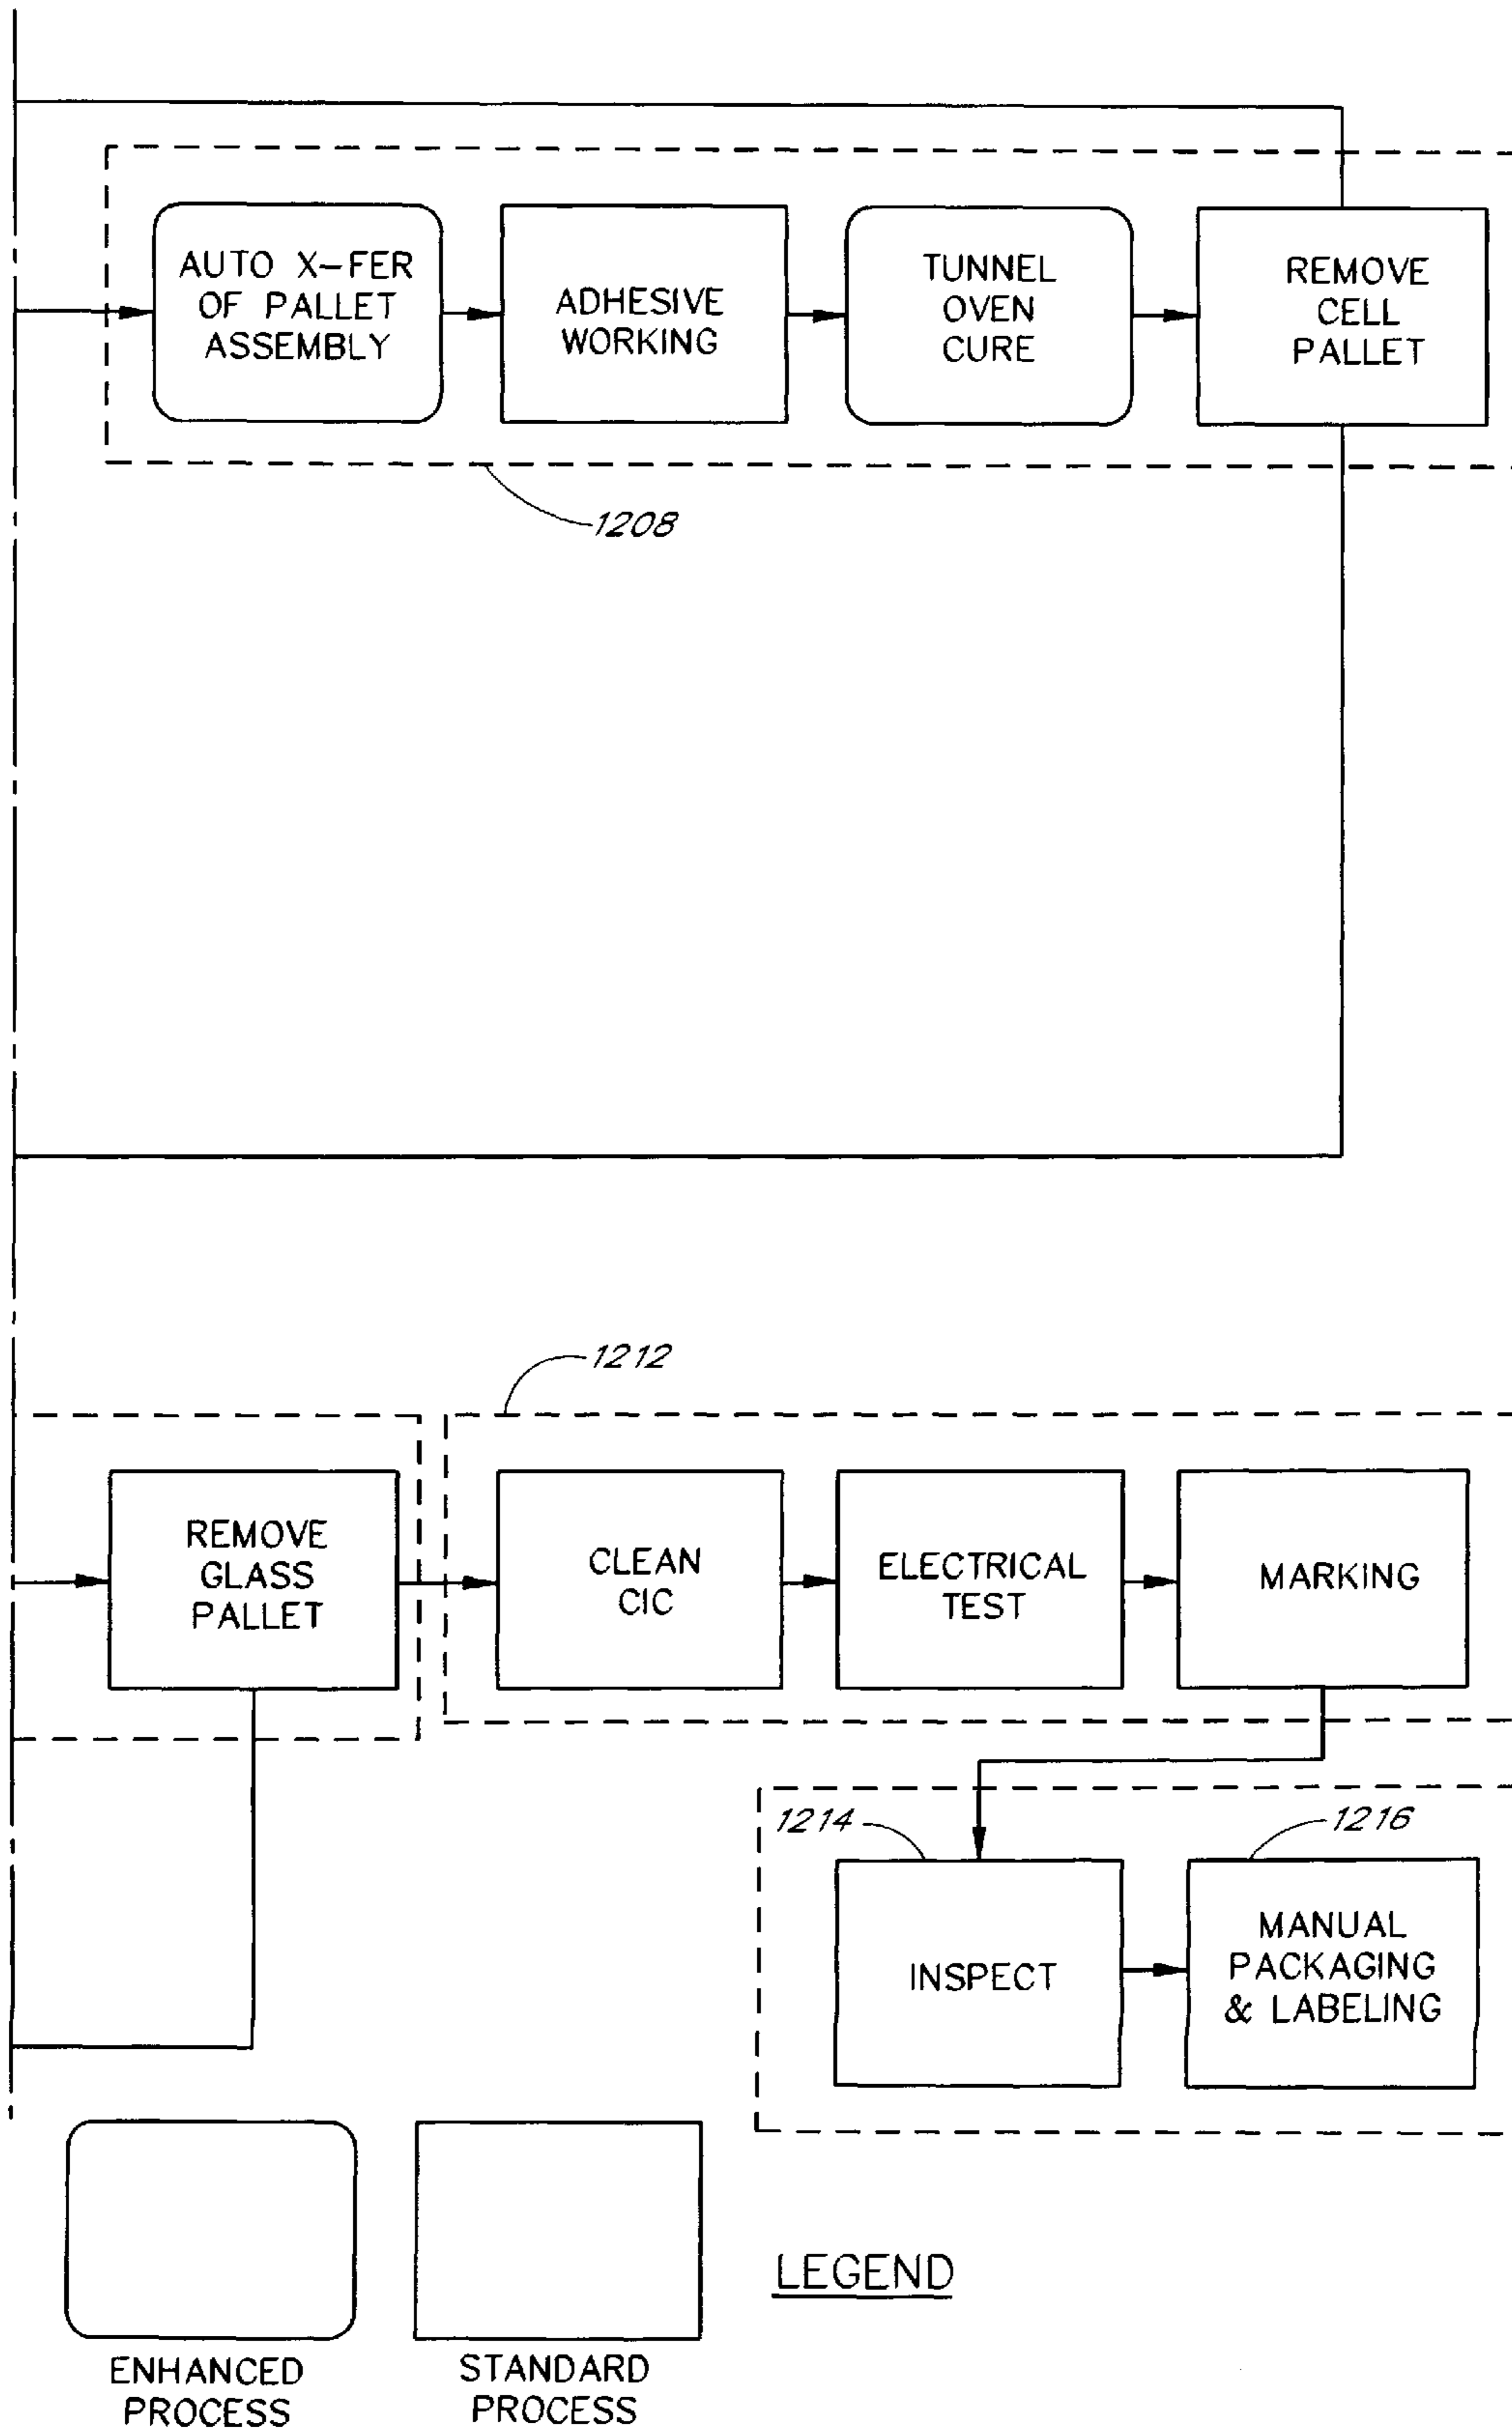 AUTO X-FER
OF PALLET
ASSEMBLY
ADHESIVE
WORKING
TUNNEL
OVEN
CURE
REMOVE
CELL
PALLET
1208
1212
REMOVE
GLASS
PALLET
CLEAN
CIC
ELECTRICAL
TEST
MARKING
1214
1216
INSPECT
MANUAL
PACKAGING
& LABELING
LEGEND
ENHANCED
PROCESS
STANDARD
PROCESS